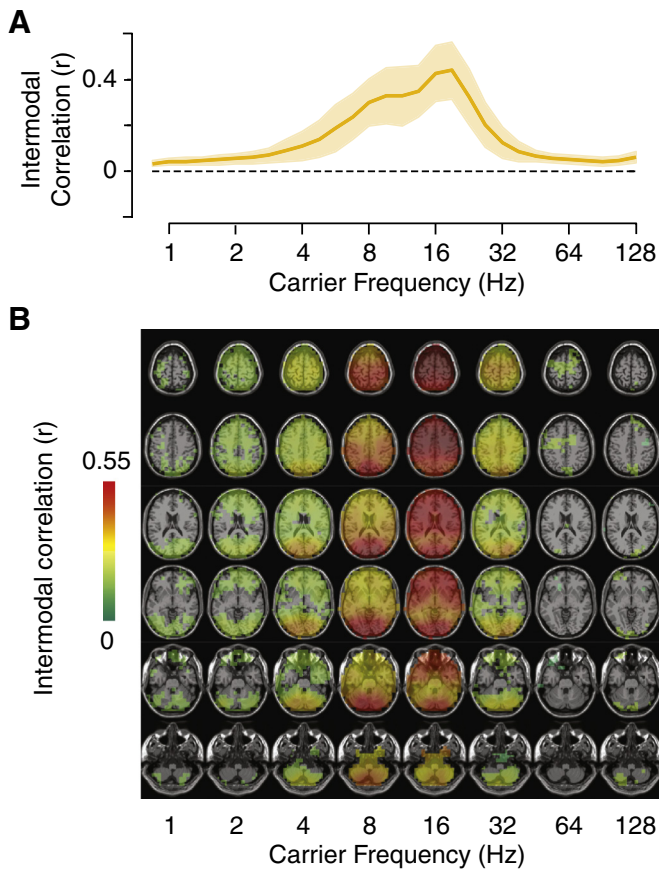 A
Intermodal
Correlation (r)
0.4
0
1 2 4 8 16 32 64 128
Carrier Frequency (Hz)
B
Intermodal correlation (r)
0.55
0
1 2 4 8 16 32 64 128
Carrier Frequency (Hz)